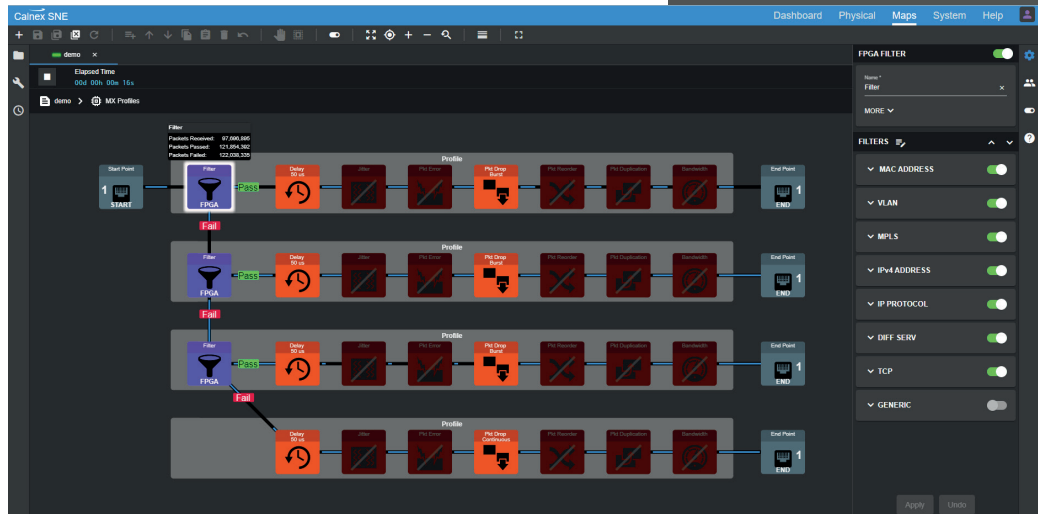 Calnex SNE
Dashboard Physical Maps System Help
demo ×
Elapsed Time
00d 00h 00m 16s
demo > MX Profiles
Filter
Packets Received: 97,686,895
Packets Passed: 121,854,392
Packets Failed: 122,038,335
Profile
Start Point
1
START
Filter
FPGA
Pass
Delay
50 us
Jitter
Pkt Error
Pkt Drop
Burst
Pkt Reorder
Pkt Duplication
Bandwidth
End Point
1
END
Fail
Profile
Filter
FPGA
Pass
Delay
50 us
Jitter
Pkt Error
Pkt Drop
Burst
Pkt Reorder
Pkt Duplication
Bandwidth
End Point
1
END
Fail
Profile
Filter
FPGA
Pass
Delay
50 us
Jitter
Pkt Error
Pkt Drop
Burst
Pkt Reorder
Pkt Duplication
Bandwidth
End Point
1
END
Fail
Profile
Delay
50 us
Jitter
Pkt Error
Pkt Drop
Continuous
Pkt Reorder
Pkt Duplication
Bandwidth
End Point
1
END
FPGA FILTER
Name *
Filter ×
MORE
FILTERS
MAC ADDRESS
VLAN
MPLS
IPv4 ADDRESS
IP PROTOCOL
DIFF SERV
TCP
GENERIC
Apply Undo